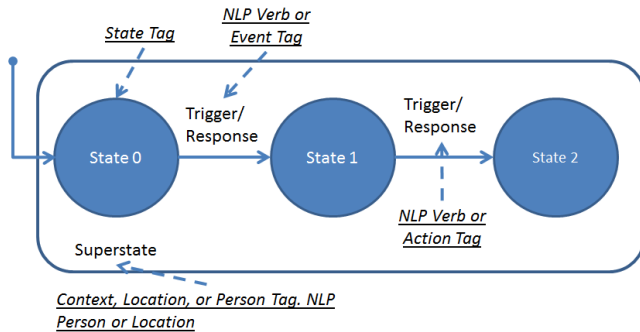 State Tag
NLP Verb or
Event Tag
Trigger/
Response
Trigger/
Response
State 0
State 1
State 2
NLP Verb or
Action Tag
Superstate
Context, Location, or Person Tag. NLP
Person or Location